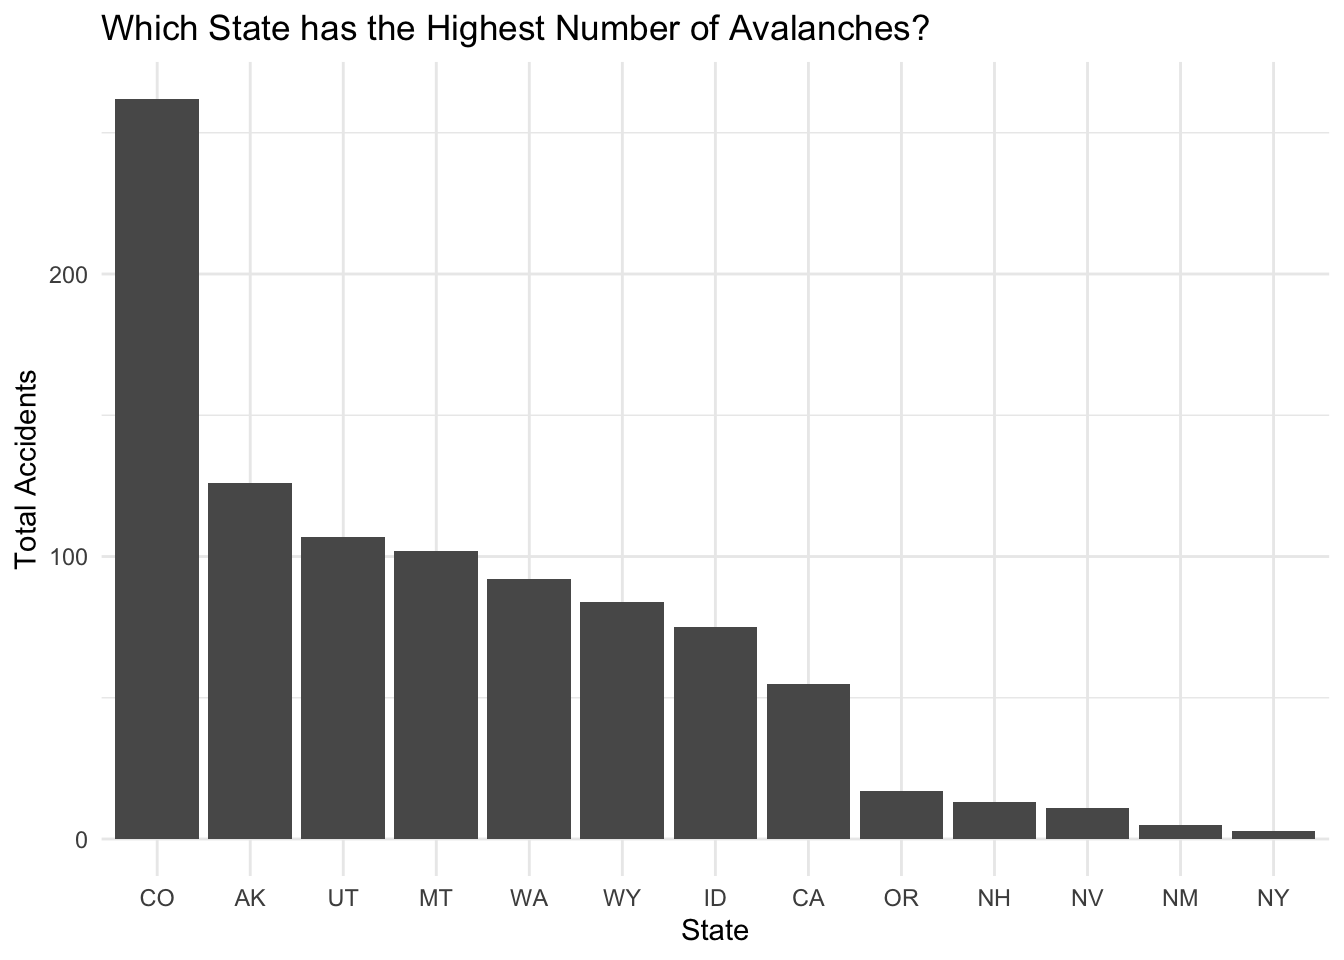 Which State has the Highest Number of Avalanches?
Total Accidents
200
100
0
CO AK UT MT WA WY ID CA OR NH NV NM NY
State